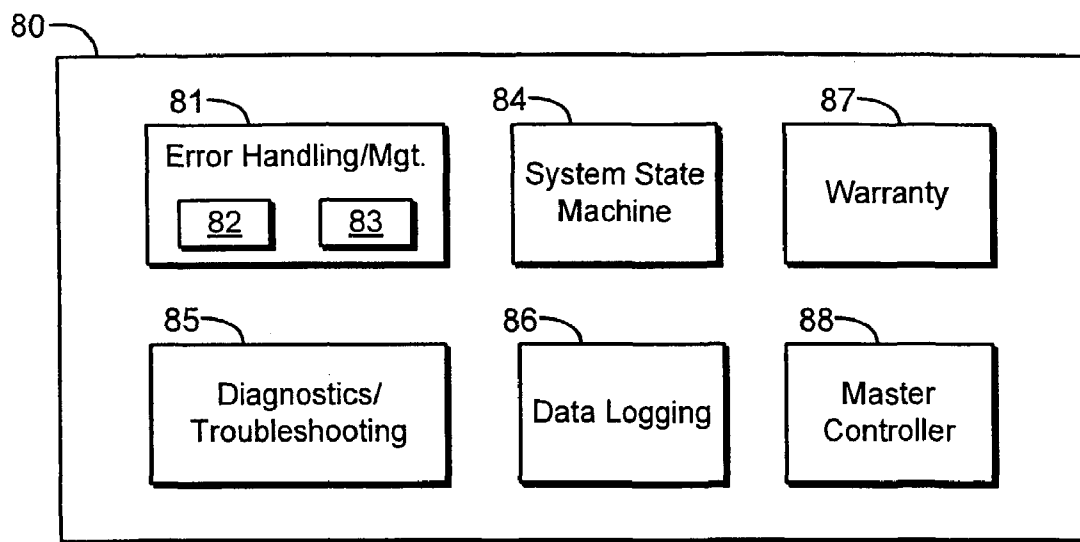 80
81
84
87
Error Handling/Mgt.
82 83
System State
Machine
Warranty
85
86
88
Diagnostics/
Troubleshooting
Data Logging
Master
Controller